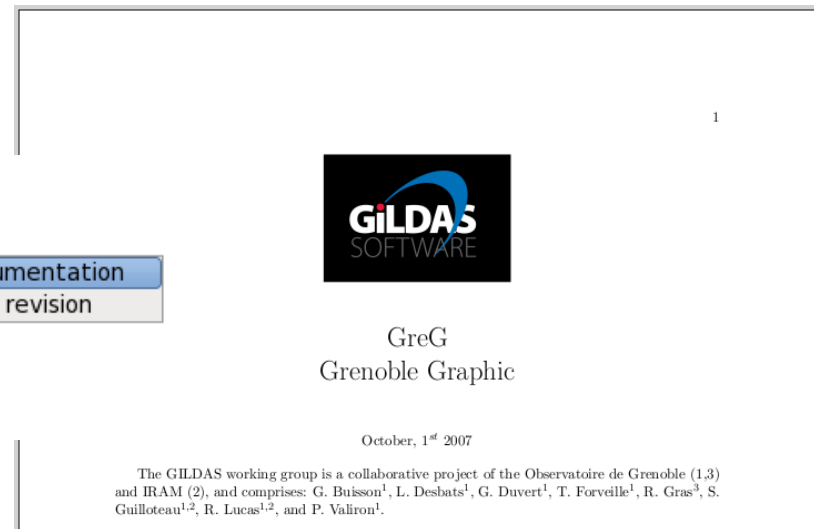 1
GiLDAS
SOFTWARE
revision
GreG
Grenoble Graphic
October, 1st 2007
The GILDAS working group is a collaborative project of the Observatoire de Grenoble (1,3)
and IRAM (2), and comprises: G. Buisson1, L. Desbats1, G. Duvert1, T. Forveille1, R. Gras3, S.
Guilloteau1,2, R. Lucas1,2, and P. Valiron1.